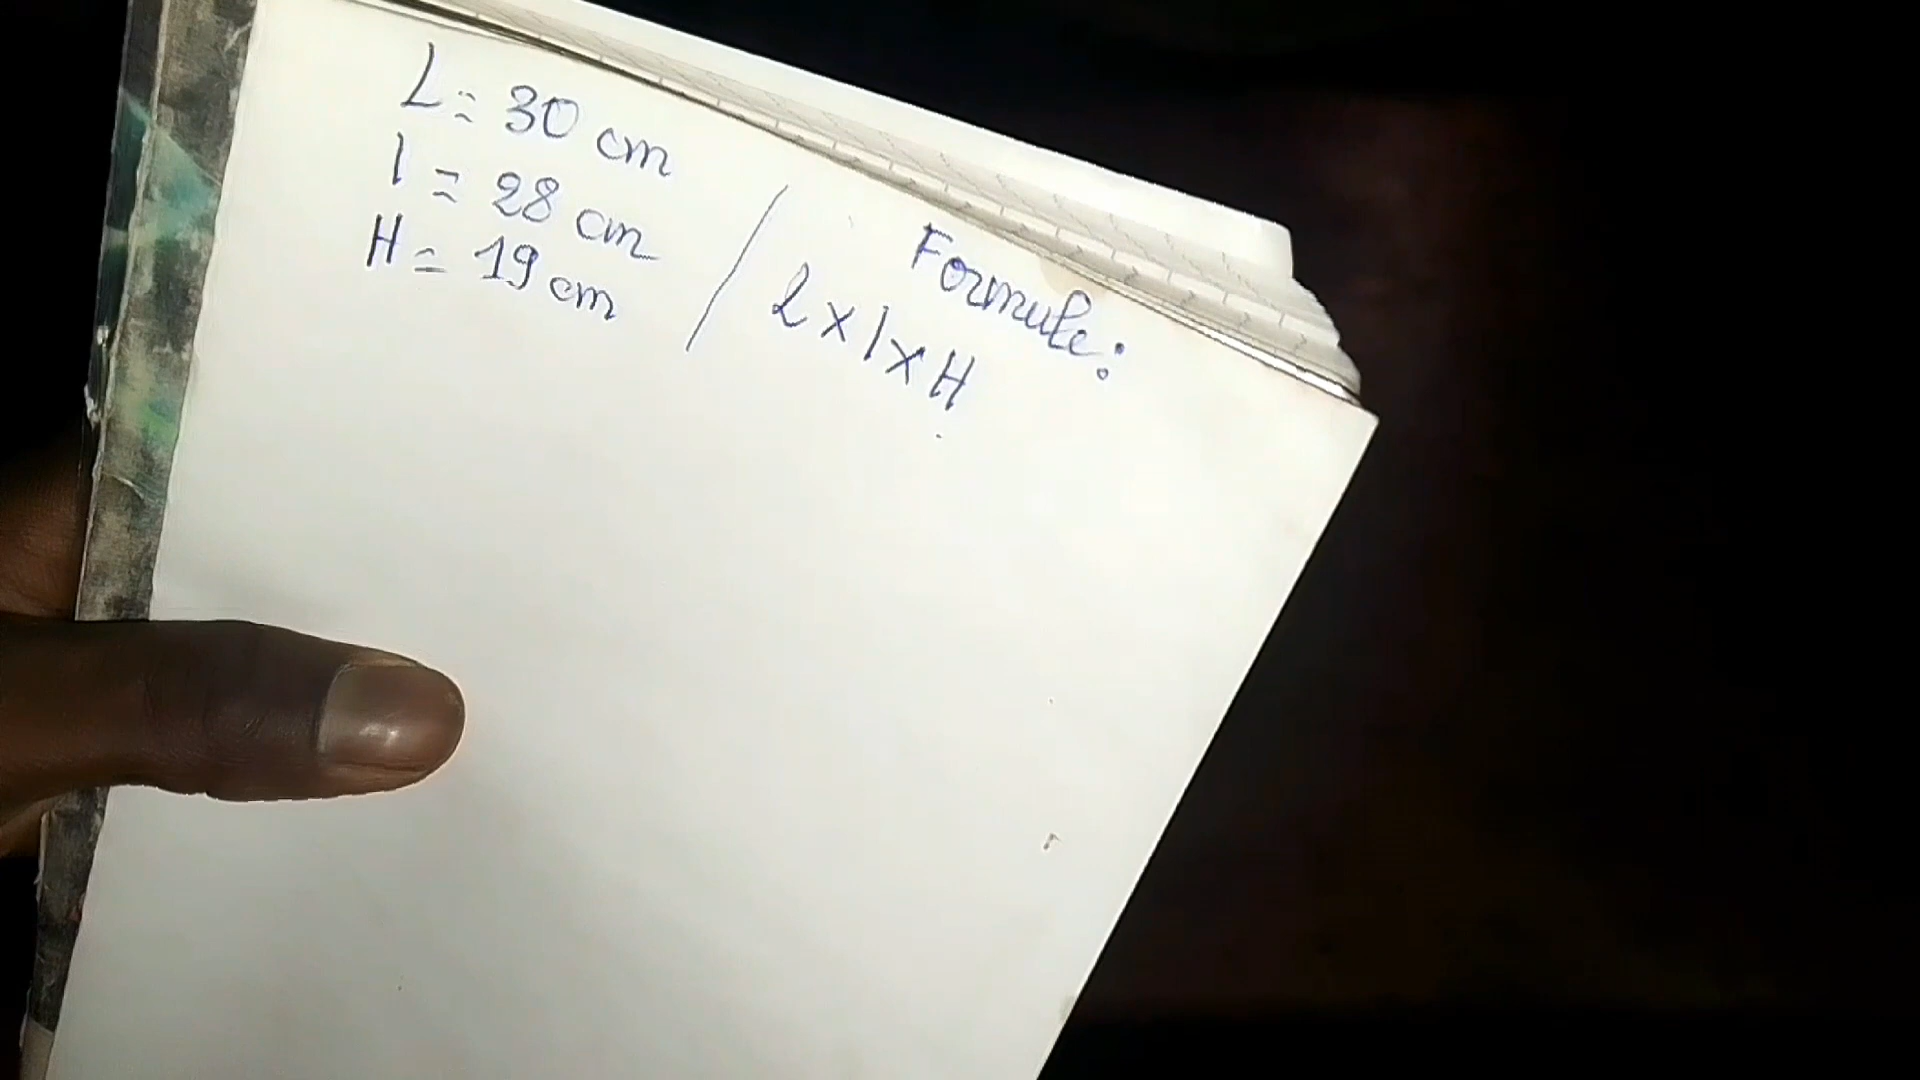 L = 30 cm
l = 28 cm
H = 19 cm
Formule:
L x l x H